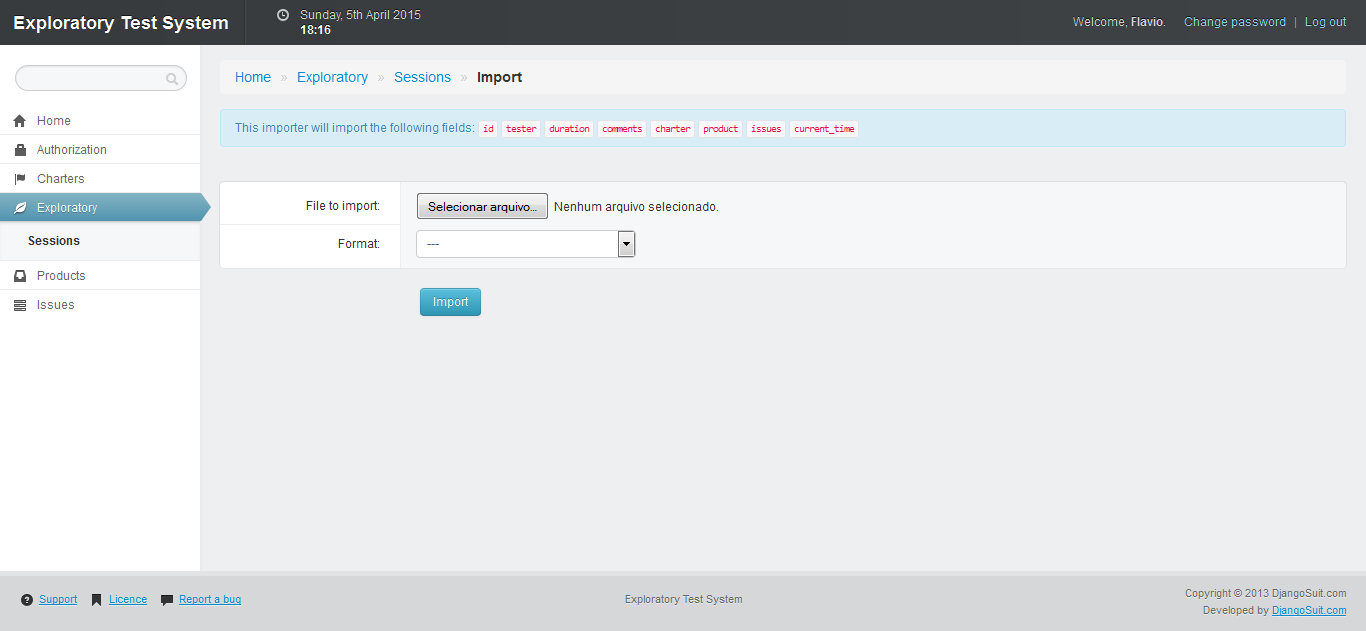 Exploratory Test System
Sunday, 5th April 2015
18:16
Welcome, Flavio. Change password | Log out
Home
Authorization
Charters
Exploratory
Sessions
Products
Issues
Home » Exploratory » Sessions » Import
This importer will import the following fields: id tester duration comments charter product issues current_time
File to import: Selecionar arquivo... Nenhum arquivo selecionado.
Format: ---
Import
Support Licence Report a bug
Exploratory Test System
Copyright © 2013 DjangoSuit.com
Developed by DjangoSuit.com